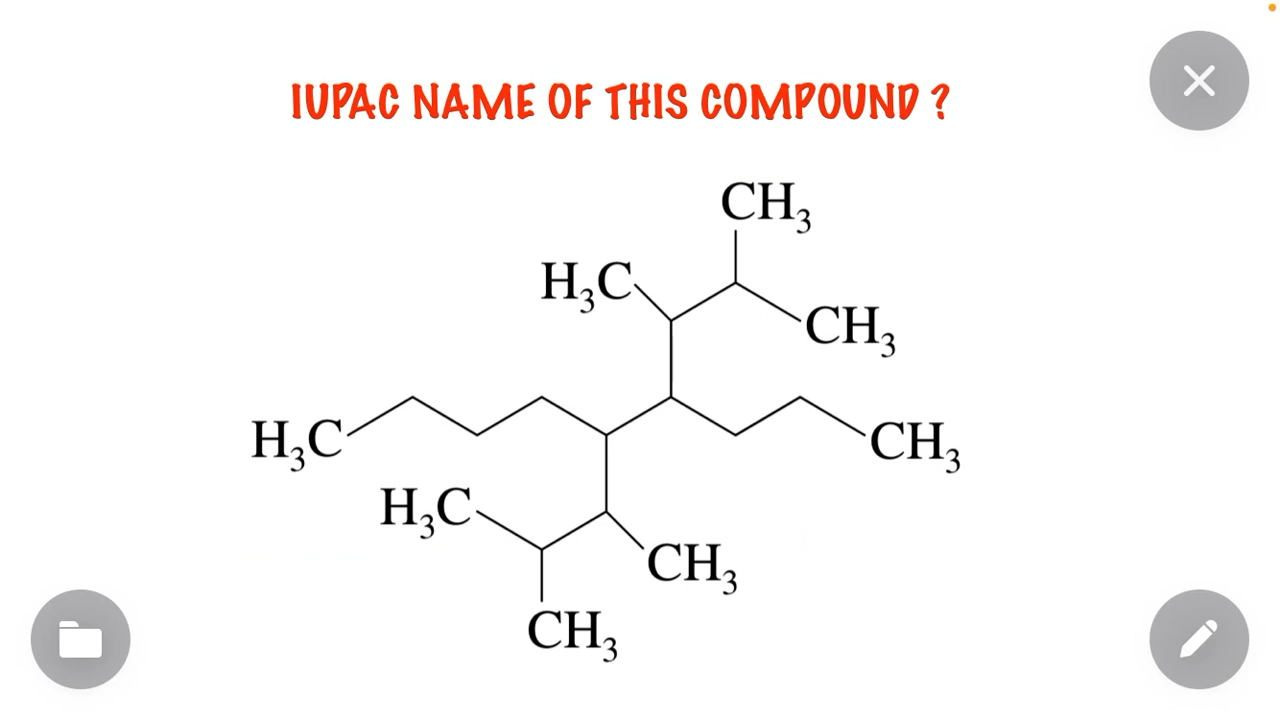 IUPAC NAME OF THIS COMPOUND ?
CH₃
H₃C
CH₃
H₃C
CH₃
H₃C
CH₃
CH₃